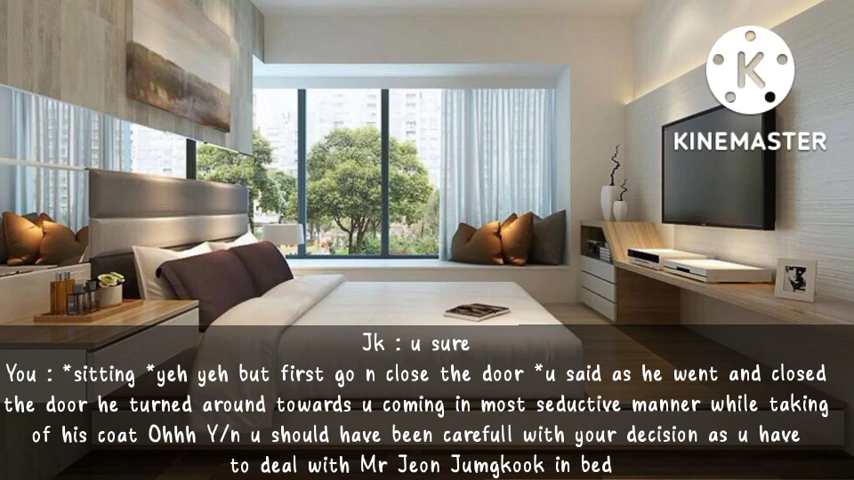 KINEMASTER
Jk : u sure
You : *sitting *yeh yeh but first go n close the door *u said as he went and closed
the door he turned around towards u coming in most seductive manner while taking
of his coat Ohhh Y/n u should have been carefull with your decision as u have
to deal with Mr Jeon Jumgkook in bed